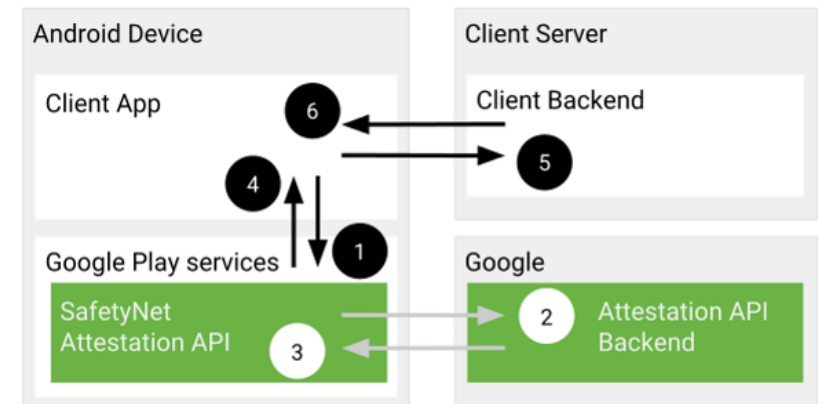 Android Device
Client Server
Client App
Client Backend
6
5
4
1
Google Play services
Google
SafetyNet
Attestation API
3
2
Attestation API
Backend